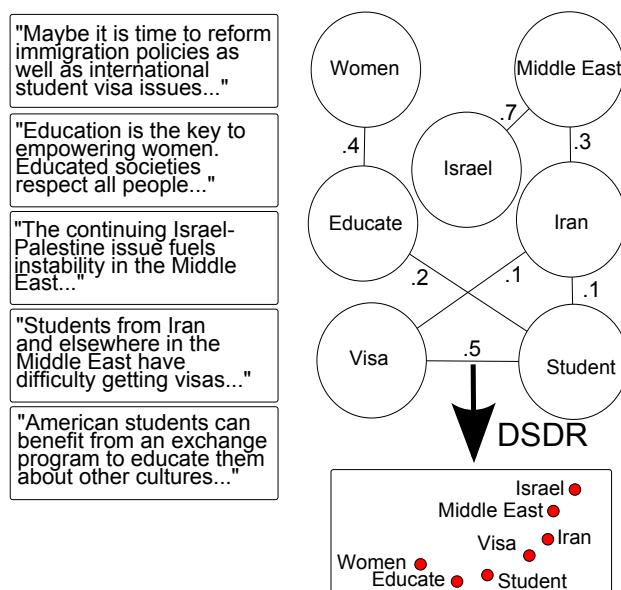 "Maybe it is time to reform
immigration policies as
well as international
student visa issues..."
"Education is the key to
empowering women.
Educated societies
respect all people..."
"The continuing Israel-
Palestine issue fuels
instability in the Middle
East..."
"Students from Iran
and elsewhere in the
Middle East have
difficulty getting visas..."
"American students can
benefit from an exchange
program to educate them
about other cultures..."
Women
Middle East
.7
.3
.4
Israel
Educate
Iran
.2
.1
.1
Visa
.5
Student
DSDR
Israel
Middle East
Iran
Visa
Women
Educate
Student